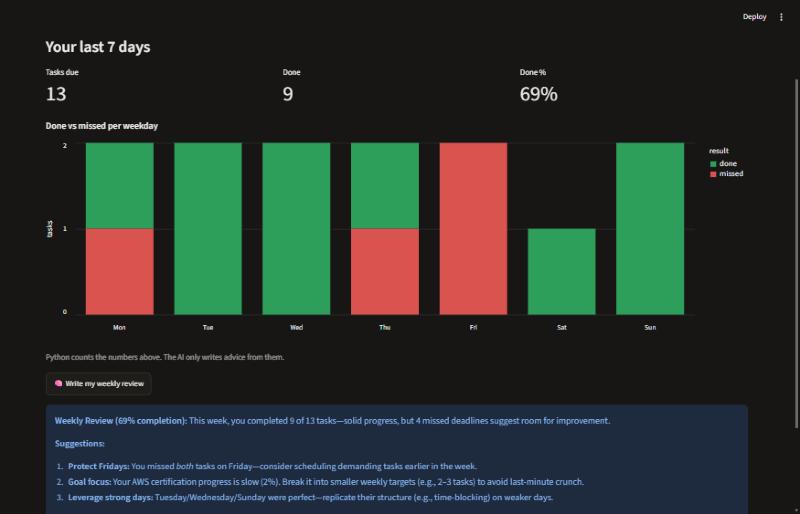 Deploy
Your last 7 days
Tasks due
13
Done
9
Done %
69%
Done vs missed per weekday
result
done
missed
tasks
2
1
0
Mon
Tue
Wed
Thu
Fri
Sat
Sun
Python counts the numbers above. The AI only writes advice from them.
Write my weekly review
Weekly Review (69% completion): This week, you completed 9 of 13 tasks—solid progress, but 4 missed deadlines suggest room for improvement.
Suggestions:
1. Protect Fridays: You missed both tasks on Friday—consider scheduling demanding tasks earlier in the week.
2. Goal focus: Your AWS certification progress is slow (2%). Break it into smaller weekly targets (e.g., 2–3 tasks) to avoid last-minute crunch.
3. Leverage strong days: Tuesday/Wednesday/Sunday were perfect—replicate their structure (e.g., time-blocking) on weaker days.